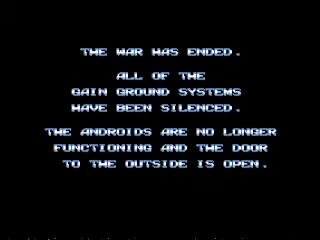 THE WAR HAS ENDED.
ALL OF THE
GAIN GROUND SYSTEMS
HAVE BEEN SILENCED.
THE ANDROIDS ARE NO LONGER
FUNCTIONING AND THE DOOR
TO THE OUTSIDE IS OPEN.